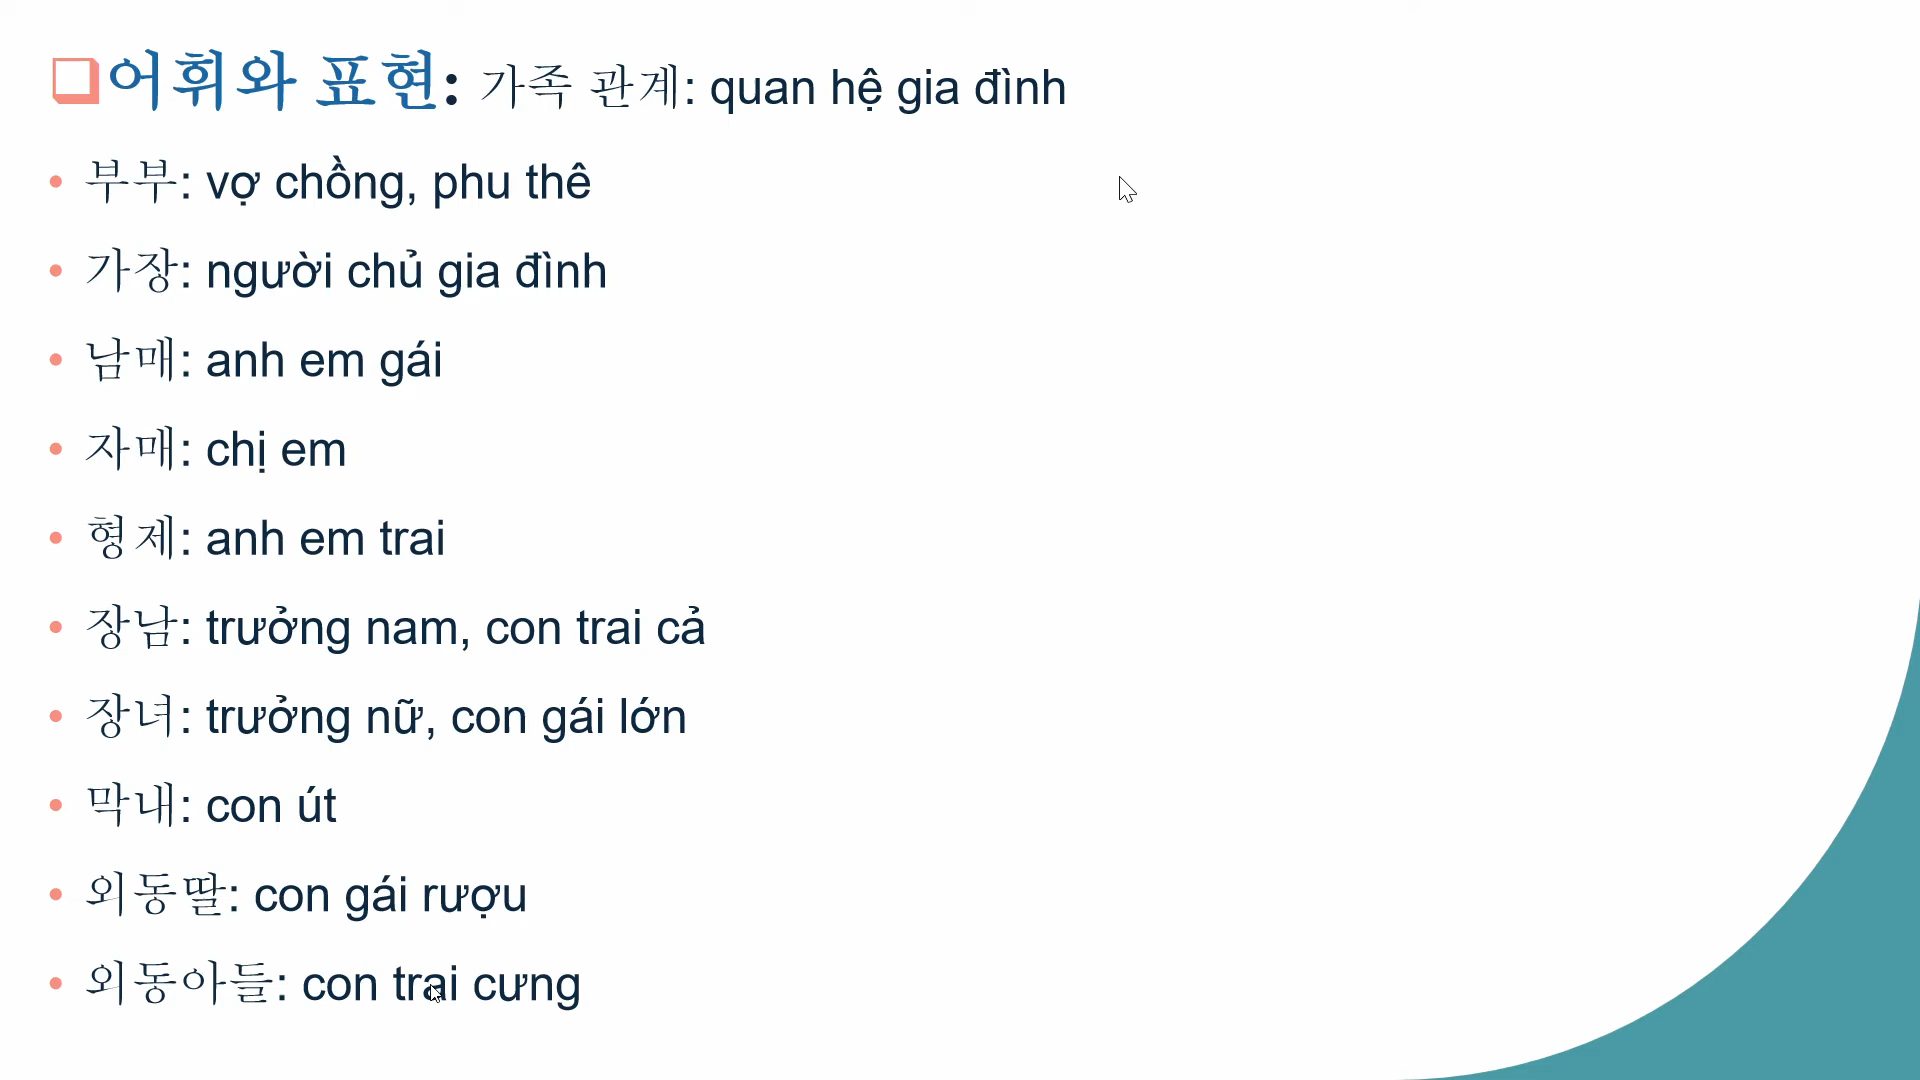 어휘와 표현: 가족 관계: quan hệ gia đình
• 부부: vợ chồng, phu thê
• 가장: người chủ gia đình
• 남매: anh em gái
• 자매: chị em
• 형제: anh em trai
• 장남: trưởng nam, con trai cả
• 장녀: trưởng nữ, con gái lớn
• 막내: con út
• 외동딸: con gái rượu
• 외동아들: con trai cưng